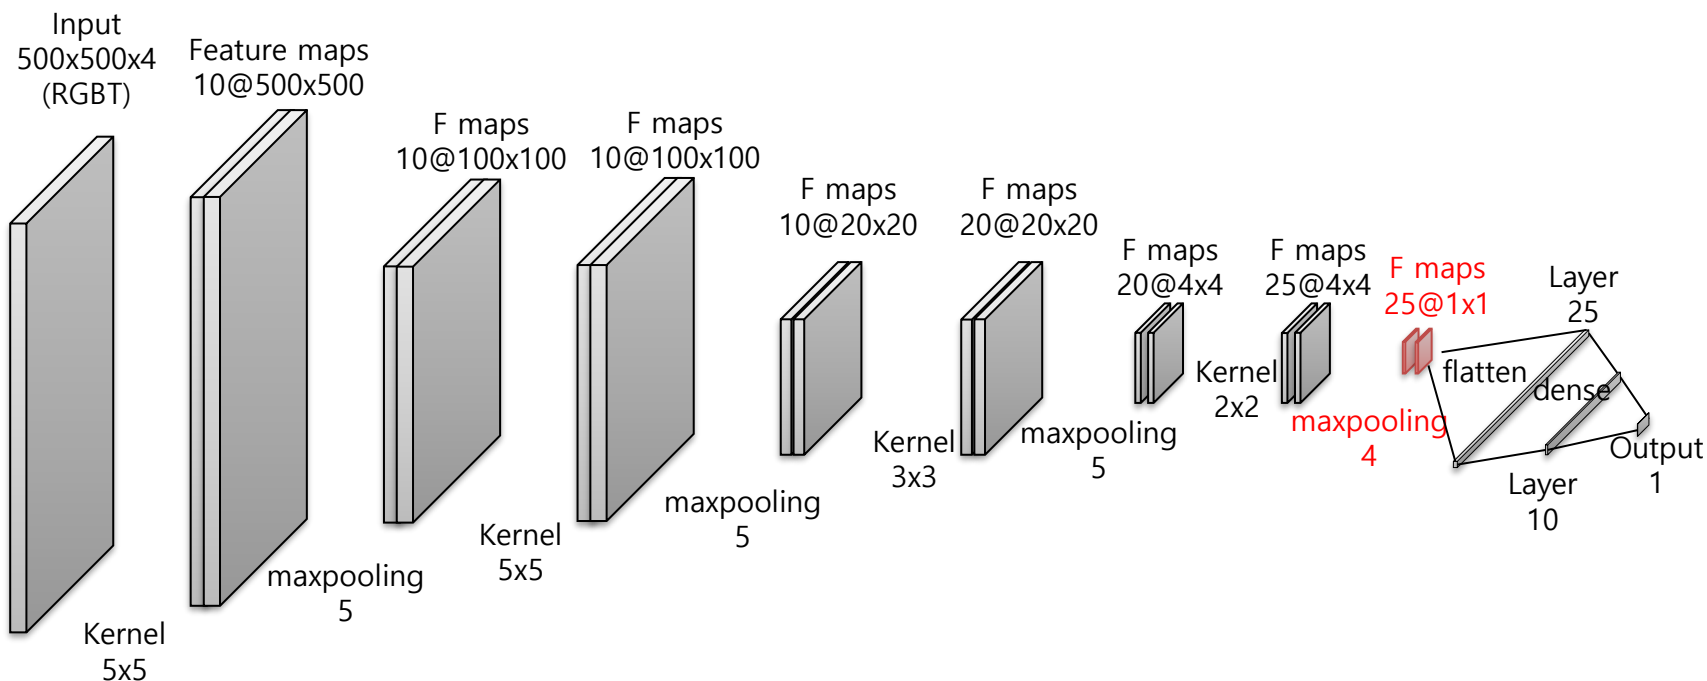 Input
500x500x4
(RGBT)
Kernel
5x5
Feature maps
10@500x500
maxpooling
5
F maps
10@100x100
Kernel
5x5
F maps
10@100x100
maxpooling
5
F maps
10@20x20
Kernel
3x3
F maps
20@20x20
maxpooling
5
F maps
20@4x4
Kernel
2x2
F maps
25@4x4
maxpooling
4
F maps
25@1x1
flatten
Layer
25
dense
Layer
10
Output
1